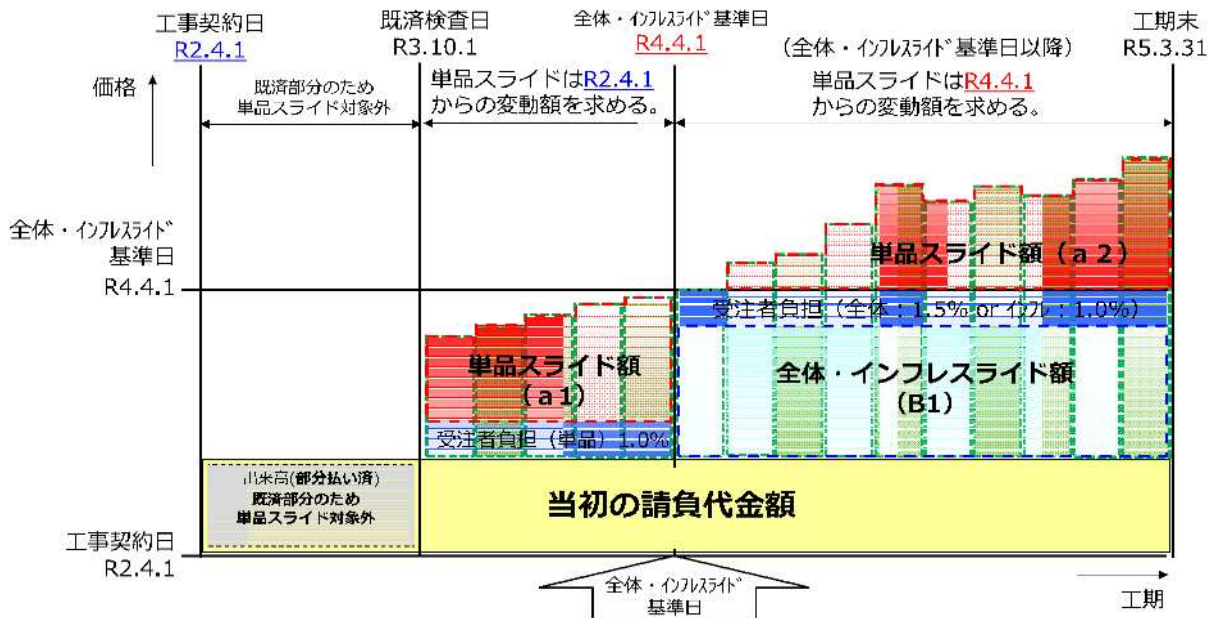 工事契約日
R2.4.1
既済検査日
R3.10.1
全体・ｲﾝﾌﾚｽﾗｲﾄﾞ基準日
R4.4.1
工期末
R5.3.31
(全体・ｲﾝﾌﾚｽﾗｲﾄﾞ基準日以降)
価格
既済部分のため
単品スライド対象外
単品スライドはR2.4.1
からの変動額を求める。
単品スライドはR4.4.1
からの変動額を求める。
全体・ｲﾝﾌﾚｽﾗｲﾄﾞ
基準日
R4.4.1
単品スライド額(a2)
受注者負担(全体:1.5% orｲﾝﾌﾚ:1.0%)
単品スライド額
(a1)
全体・インフレスライド額
(B1)
受注者負担(単品)1.0%
出来高(部分払い済)
既済部分のため
単品スライド対象外
当初の請負代金額
工事契約日
R2.4.1
全体・ｲﾝﾌﾚｽﾗｲﾄﾞ
基準日
工期